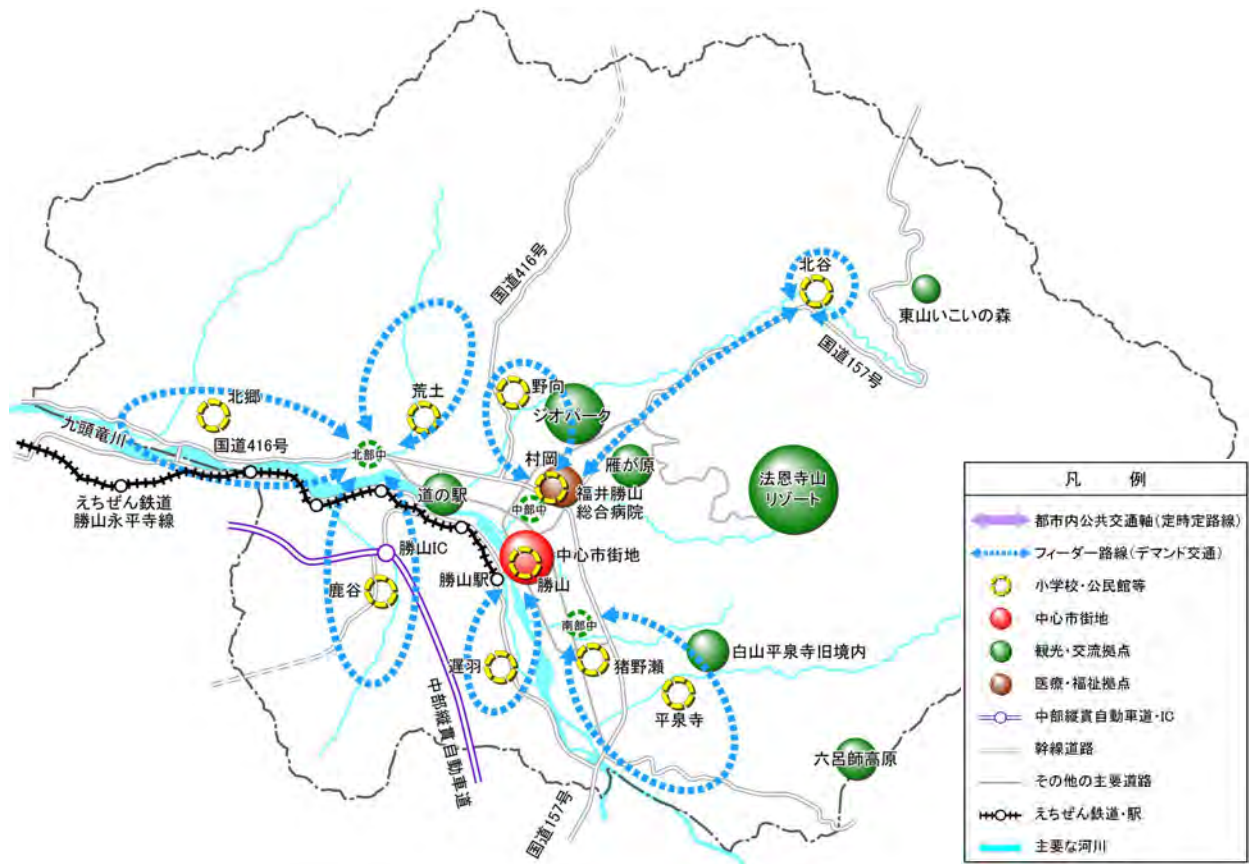 国道416号
北谷
東山いこいの森
国道157号
野向
ジオパーク
荒土
北郷
九頭竜川
国道416号
北部中
村岡
雁が原
福井勝山
総合病院
法恩寺山
リゾート
えちぜん鉄道
勝山永平寺線
道の駅
中部中
勝山IC
中心市街地
勝山駅
勝山
鹿谷
南部中
遅羽
猪野瀬
白山平泉寺旧境内
平泉寺
中部縦貫自動車道
六呂師高原
国道157号
凡 例
都市内公共交通軸(定時定路線)
フィーダー路線(デマンド交通)
小学校・公民館等
中心市街地
観光・交流拠点
医療・福祉拠点
中部縦貫自動車道・IC
幹線道路
その他の主要道路
えちぜん鉄道・駅
主要な河川